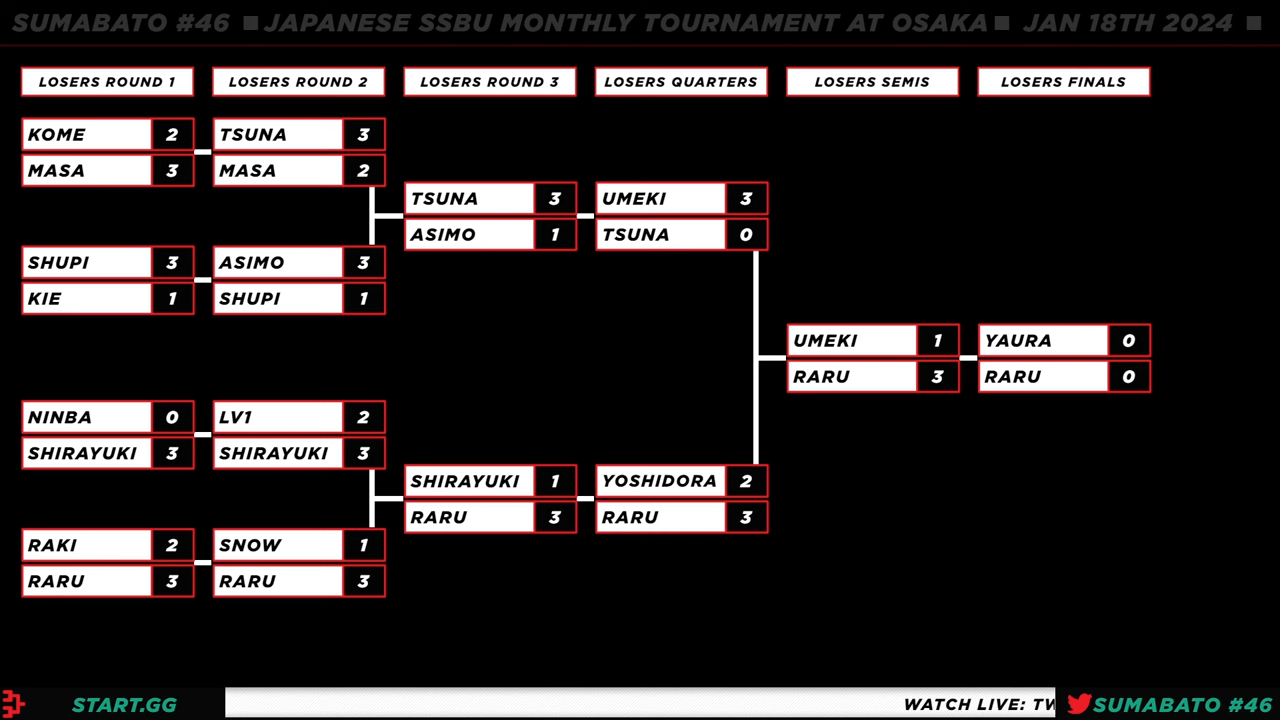 SUMABATO #46 ■ JAPANESE SSBU MONTHLY TOURNAMENT AT OSAKA ■ JAN 18TH 2024 ■
LOSERS ROUND 1
LOSERS ROUND 2
LOSERS ROUND 3
LOSERS QUARTERS
LOSERS SEMIS
LOSERS FINALS
KOME 2
MASA 3
SHUPI 3
KIE 1
NINBA 0
SHIRAYUKI 3
RAKI 2
RARU 3
TSUNA 3
MASA 2
ASIMO 3
SHUPI 1
LV1 2
SHIRAYUKI 3
SNOW 1
RARU 3
TSUNA 3
ASIMO 1
SHIRAYUKI 1
RARU 3
UMEKI 3
TSUNA 0
YOSHIDORA 2
RARU 3
UMEKI 1
RARU 3
YAURA 0
RARU 0
START.GG
WATCH LIVE: TW
SUMABATO #46